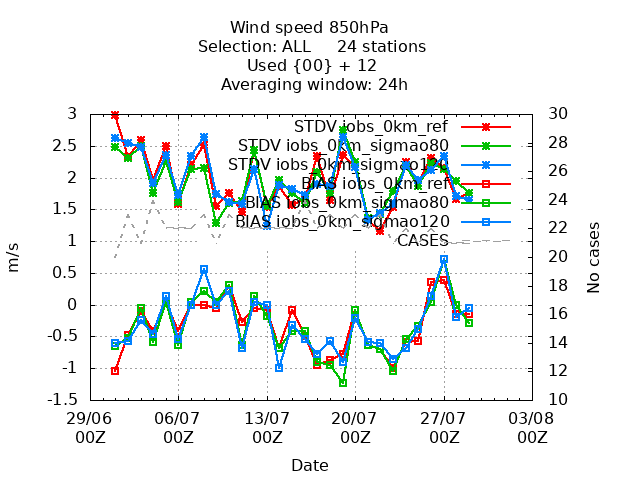 Wind speed 850hPa
Selection: ALL     24 stations
Used {00} + 12
Averaging window: 24h
STDV iobs_0km_ref
STDV iobs_0km_sigmao80
STDV iobs_0km_sigmao120
BIAS iobs_0km_ref
BIAS iobs_0km_sigmao80
BIAS iobs_0km_sigmao120
CASES
3
2.5
2
1.5
1
0.5
0
-0.5
-1
-1.5
m/s
30
28
26
24
22
20
18
16
14
12
10
No cases
29/06 06/07 13/07 20/07 27/07 03/08
00Z 00Z 00Z 00Z 00Z 00Z
Date